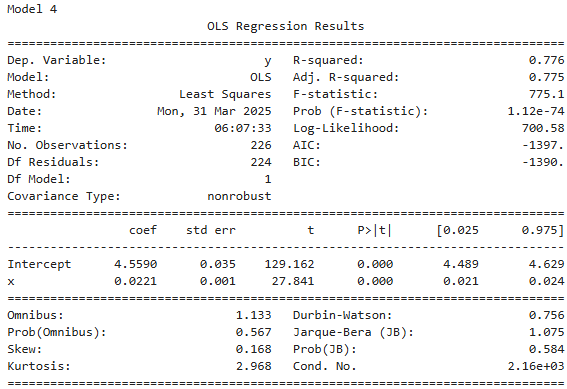 Model 4
OLS Regression Results
==============================================================================
Dep. Variable:                      y   R-squared:                       0.776
Model:                            OLS   Adj. R-squared:                  0.775
Method:                 Least Squares   F-statistic:                     775.1
Date:                Mon, 31 Mar 2025   Prob (F-statistic):           1.12e-74
Time:                        06:07:33   Log-Likelihood:                 700.58
No. Observations:                 226   AIC:                            -1397.
Df Residuals:                     224   BIC:                            -1390.
Df Model:                           1
Covariance Type:            nonrobust
==============================================================================
                 coef    std err          t      P>|t|      [0.025      0.975]
------------------------------------------------------------------------------
Intercept      4.5590      0.035    129.162      0.000       4.489       4.629
x              0.0221      0.001     27.841      0.000       0.021       0.024
==============================================================================
Omnibus:                        1.133   Durbin-Watson:                   0.756
Prob(Omnibus):                  0.567   Jarque-Bera (JB):                1.075
Skew:                           0.168   Prob(JB):                        0.584
Kurtosis:                       2.968   Cond. No.                     2.16e+03
==============================================================================